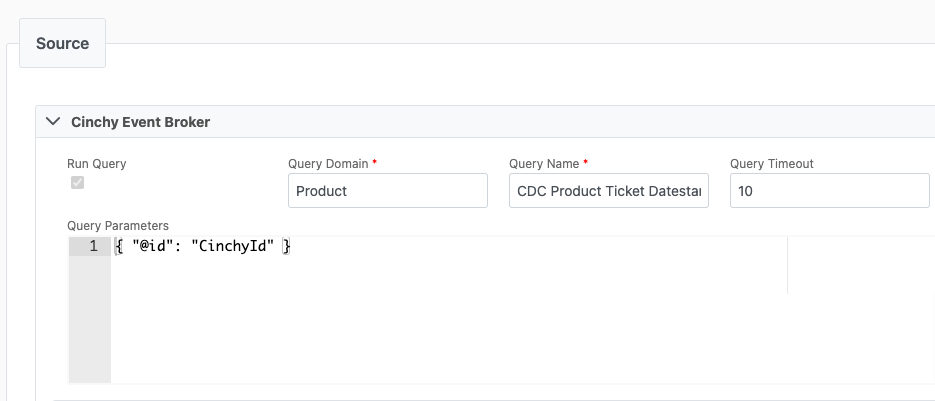 Source
Cinchy Event Broker
Run Query
Query Domain *
Query Name *
Query Timeout
Product
CDC Product Ticket Datestar
10
Query Parameters
1 { "@id": "CinchyId" }